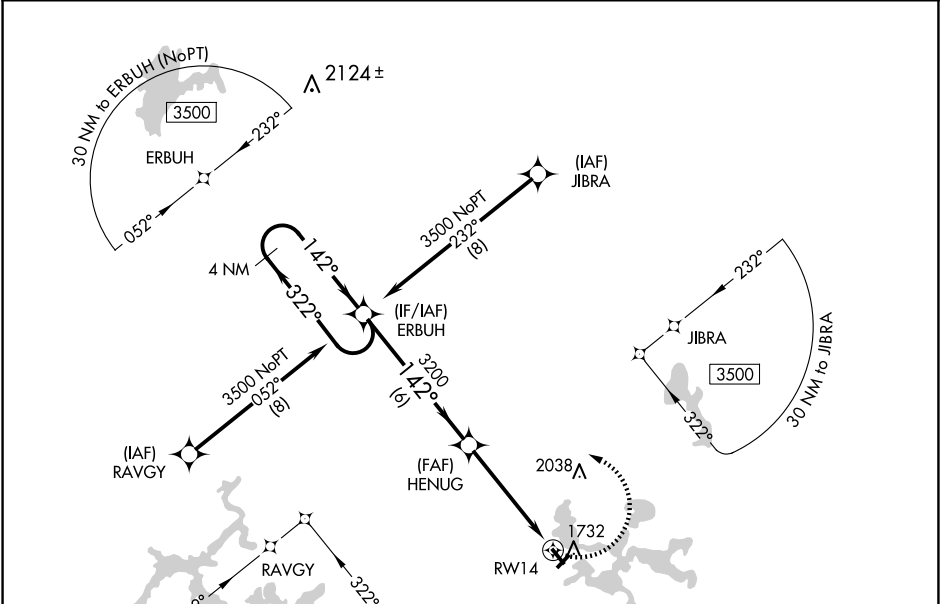 30 NM to ERBUH (NoPT)
2124 ±
3500
232°
ERBUH
052°
(IAF)
JIBRA
3500 NoPT
232°
(8)
4 NM
142°
322°
(IF/IAF)
ERBUH
3500 NoPT
052°
(8)
3200
142°
(6)
(IAF)
RAVGY
(FAF)
HENUG
232°
JIBRA
3500
322°
30 NM to JIBRA
2038
1732
RW14
RAVGY
322°